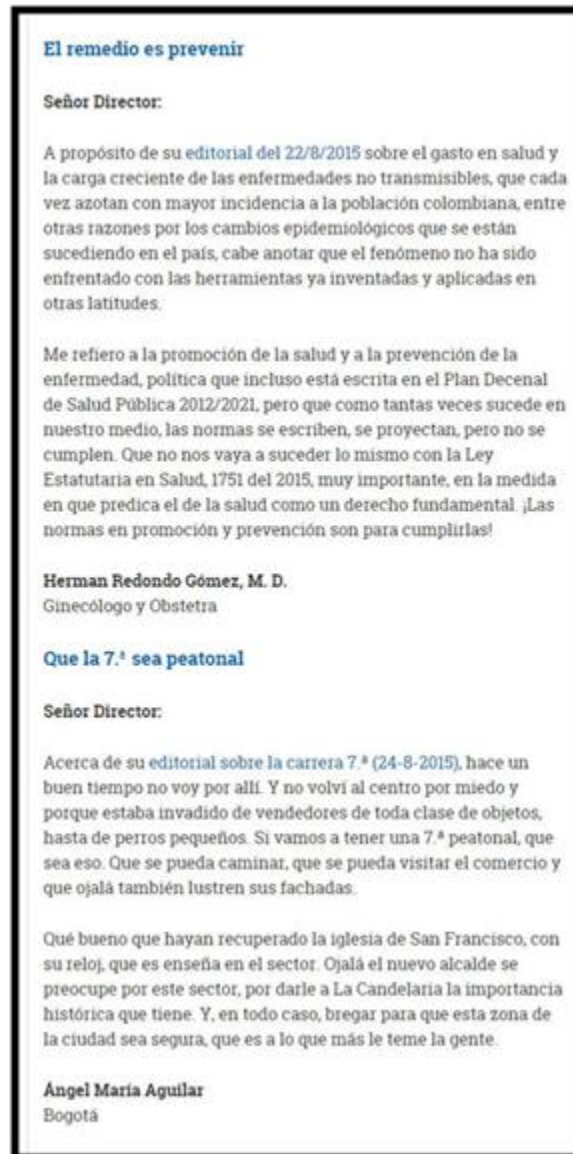 El remedio es prevenir
Señor Director:
A propósito de su editorial del 22/8/2015 sobre el gasto en salud y
la carga creciente de las enfermedades no transmisibles, que cada
vez azotan con mayor incidencia a la población colombiana, entre
otras razones por los cambios epidemiológicos que se están
sucediendo en el país, cabe anotar que el fenómeno no ha sido
enfrentado con las herramientas ya inventadas y aplicadas en
otras latitudes.
Me refiero a la promoción de la salud y a la prevención de la
enfermedad, política que incluso está escrita en el Plan Decenal
de Salud Pública 2012/2021, pero que como tantas veces sucede en
nuestro medio, las normas se escriben, se proyectan, pero no se
cumplen. Que no nos vaya a suceder lo mismo con la Ley
Estatutaria en Salud, 1751 del 2015, muy importante, en la medida
en que predica el de la salud como un derecho fundamental. ¡Las
normas en promoción y prevención son para cumplirlas!
Herman Redondo Gómez, M. D.
Ginecólogo y Obstetra
Que la 7.ª sea peatonal
Señor Director:
Acerca de su editorial sobre la carrera 7.ª (24-8-2015), hace un
buen tiempo no voy por allí. Y no volví al centro por miedo y
porque estaba invadido de vendedores de toda clase de objetos,
hasta de perros pequeños. Si vamos a tener una 7.ª peatonal, que
sea eso. Que se pueda caminar, que se pueda visitar el comercio y
que ojalá también lustren sus fachadas.
Qué bueno que hayan recuperado la iglesia de San Francisco, con
su reloj, que es enseña en el sector. Ojalá el nuevo alcalde se
preocupe por este sector, por darle a La Candelaria la importancia
histórica que tiene. Y, en todo caso, bregar para que esta zona de
la ciudad sea segura, que es a lo que más le teme la gente.
Ángel María Aguilar
Bogotá